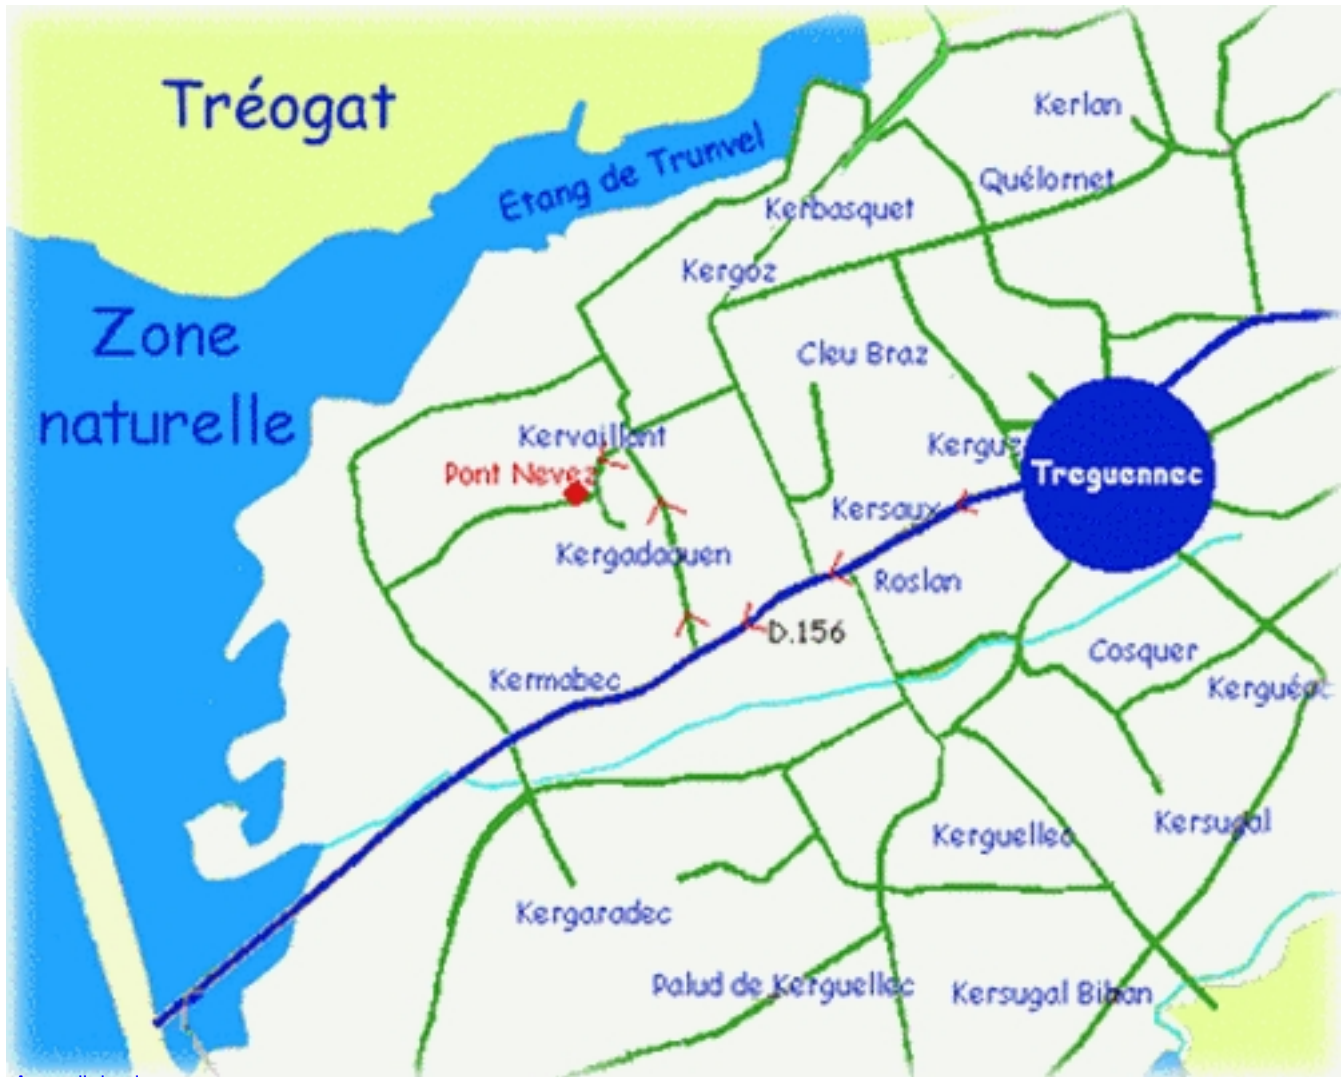 Tréogat
Kerlan
Etang de Trunvel
Quélornet
Kerbasquet
Kergoz
Zone
naturelle
Cleu Braz
Kervaillant
Kerguz
Pont Nevez
Treguennec
Kersaux
Kergadaouen
Roslan
D.156
Cosquer
Kermabec
Kersugal
Kerguellec
Kergaradec
Palud de Kerguellec
Kersugal Bihan